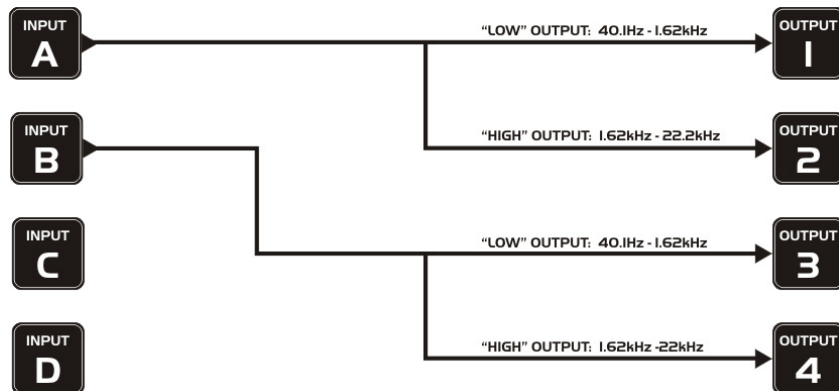 INPUT
A
"LOW" OUTPUT: 40.1Hz - 1.62kHz
OUTPUT
1
INPUT
B
"HIGH" OUTPUT: 1.62kHz - 22.2kHz
OUTPUT
2
INPUT
C
"LOW" OUTPUT: 40.1Hz - 1.62kHz
OUTPUT
3
INPUT
D
"HIGH" OUTPUT: 1.62kHz -22kHz
OUTPUT
4